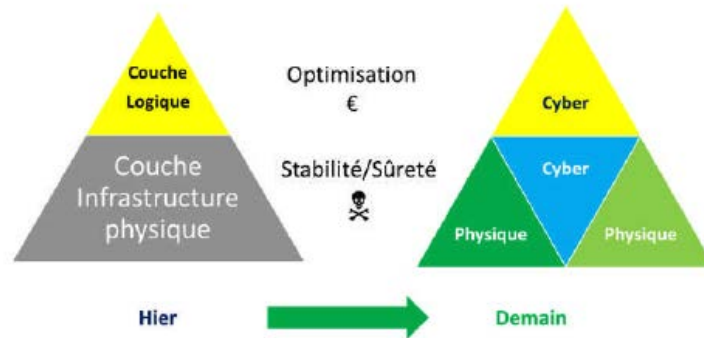 Couche
Logique
Couche
Infrastructure
physique
Optimisation
€
Stabilité/Sûreté
Cyber
Cyber
Physique
Physique
Hier
Demain